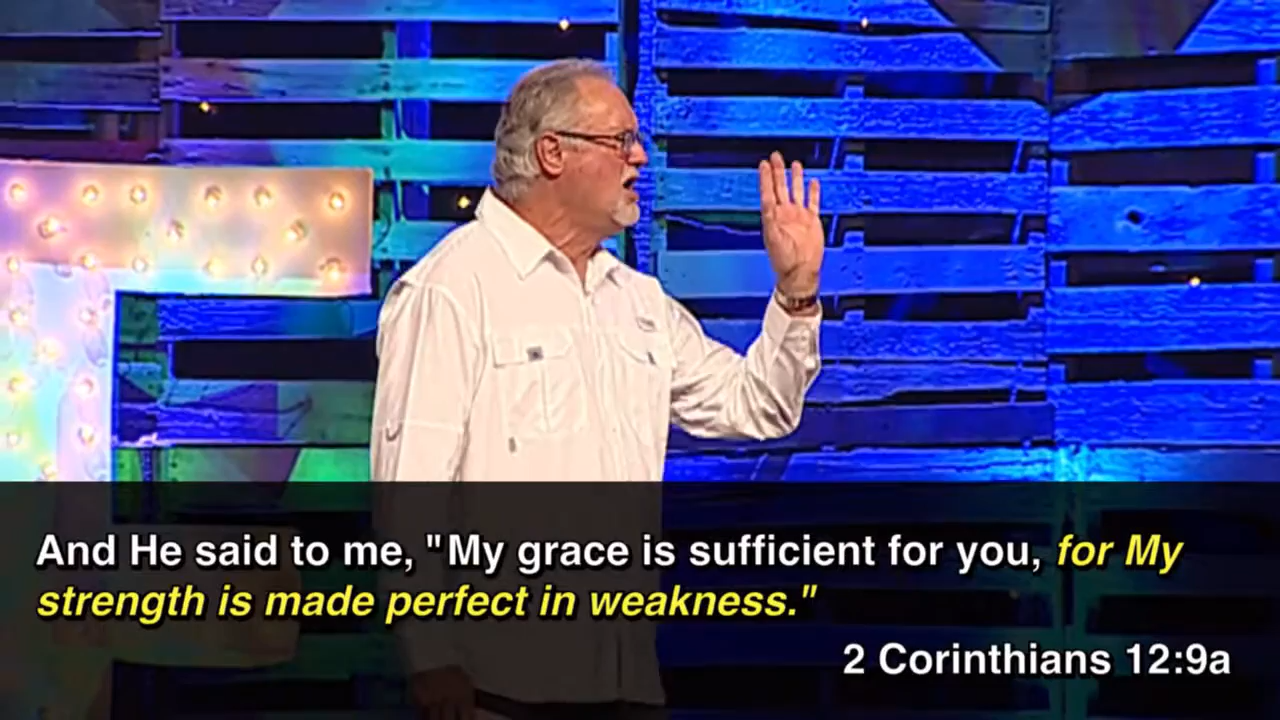 And He said to me, "My grace is sufficient for you, for My
strength is made perfect in weakness."
2 Corinthians 12:9a